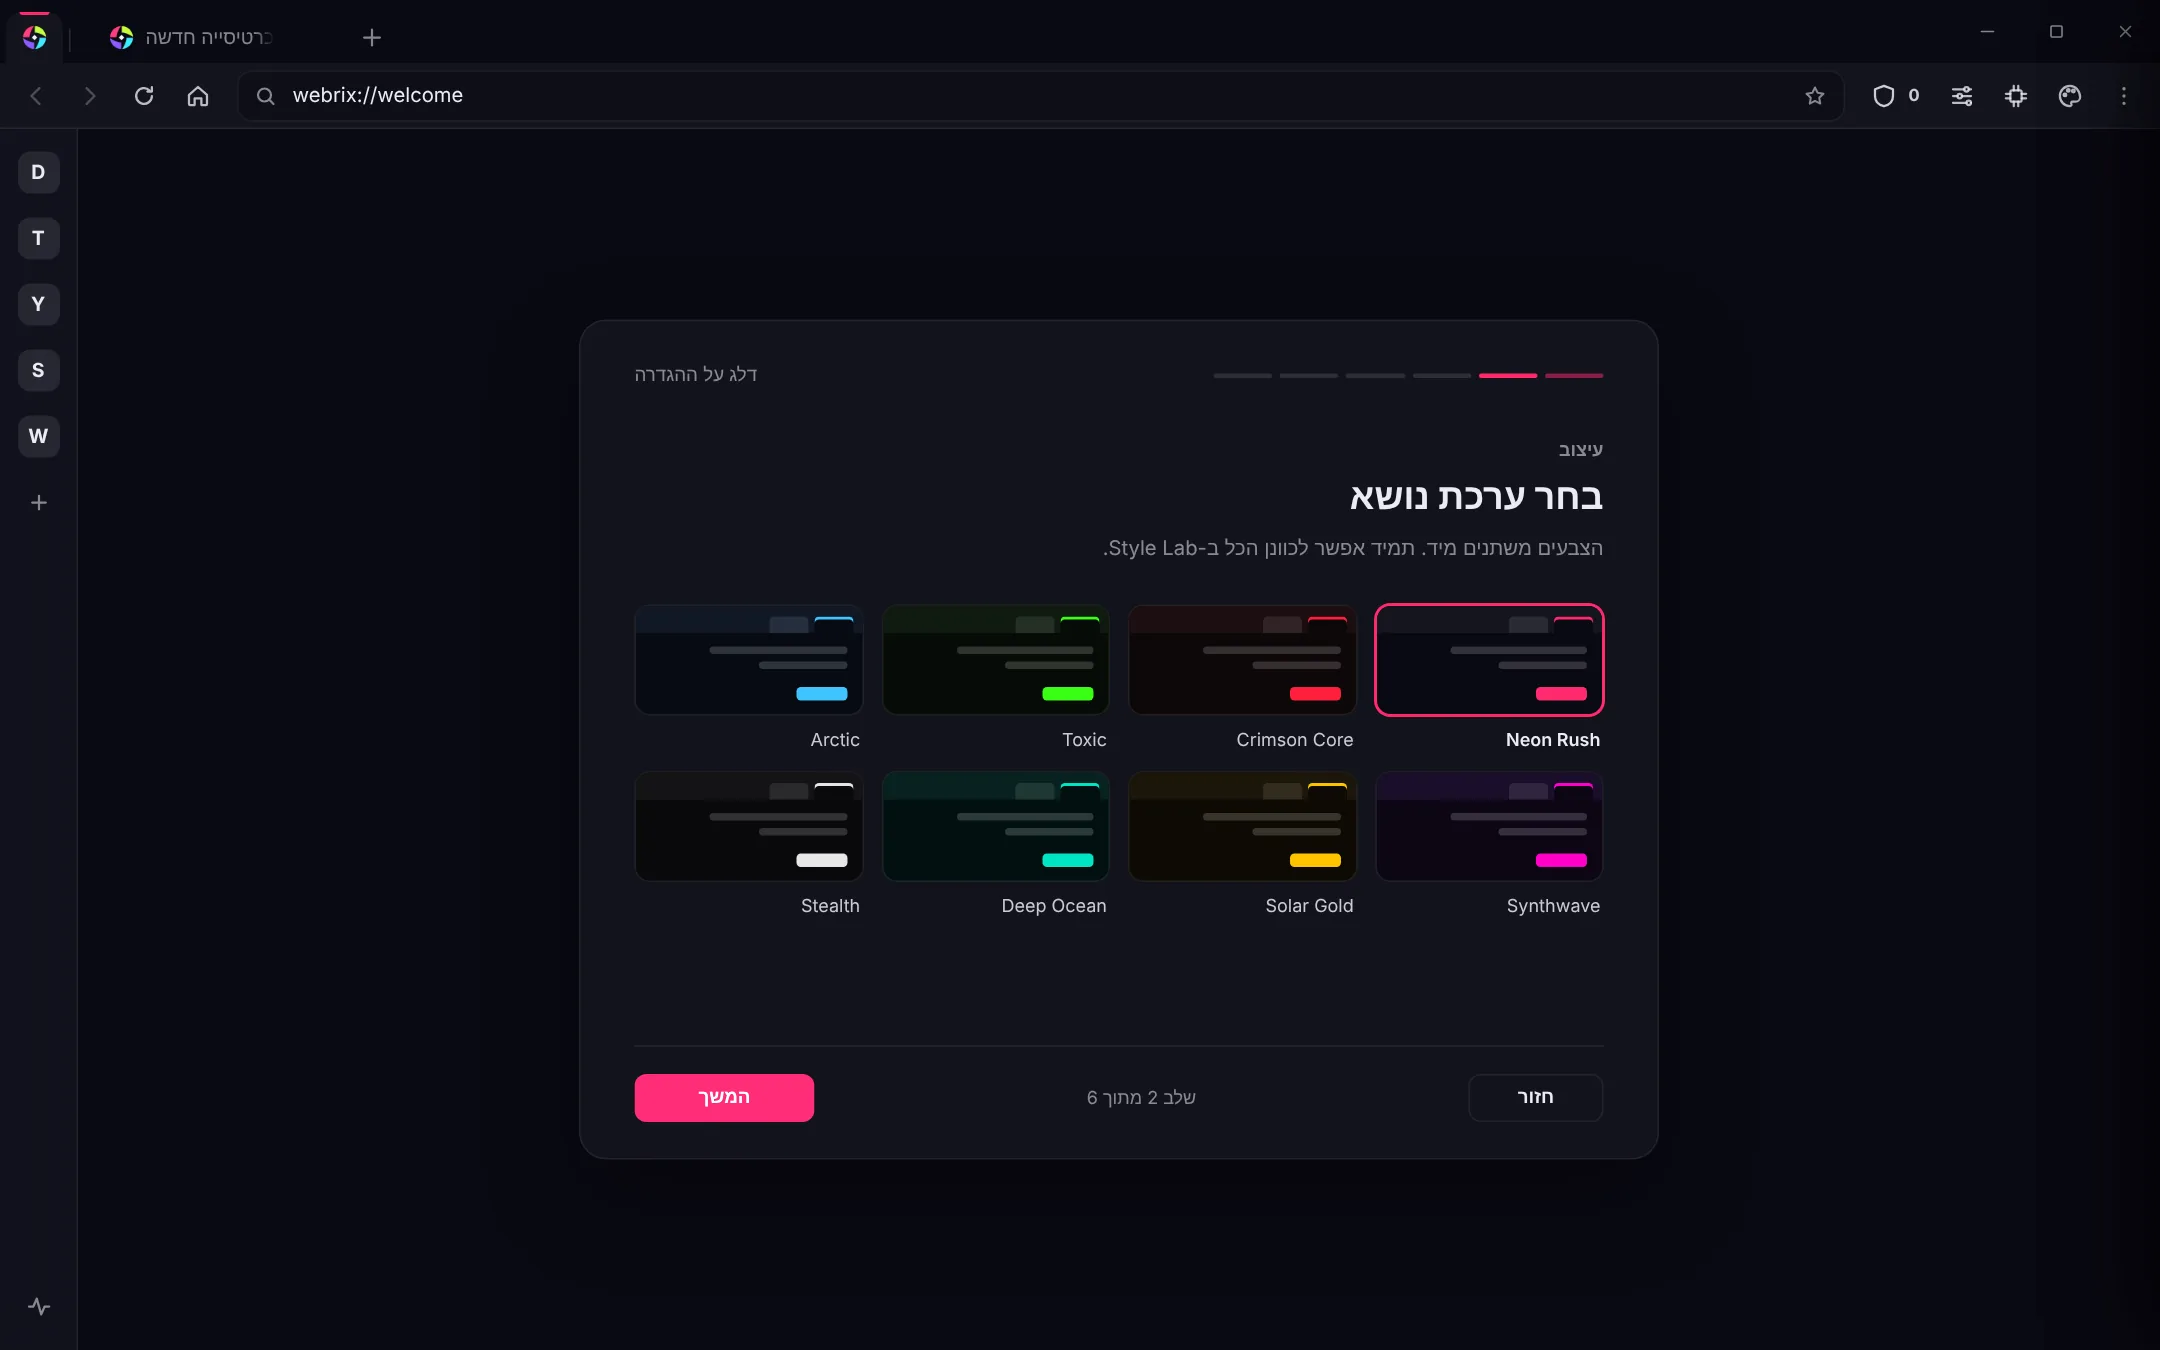 כרטיסייה חדשה
webrix://welcome
0
D
T
Y
S
W
דלג על ההגדרה
עיצוב
בחר ערכת נושא
הצבעים משתנים מיד. תמיד אפשר לכוונן הכל ב-Style Lab.
Neon Rush
Crimson Core
Toxic
Arctic
Synthwave
Solar Gold
Deep Ocean
Stealth
חזור
שלב 2 מתוך 6
המשך